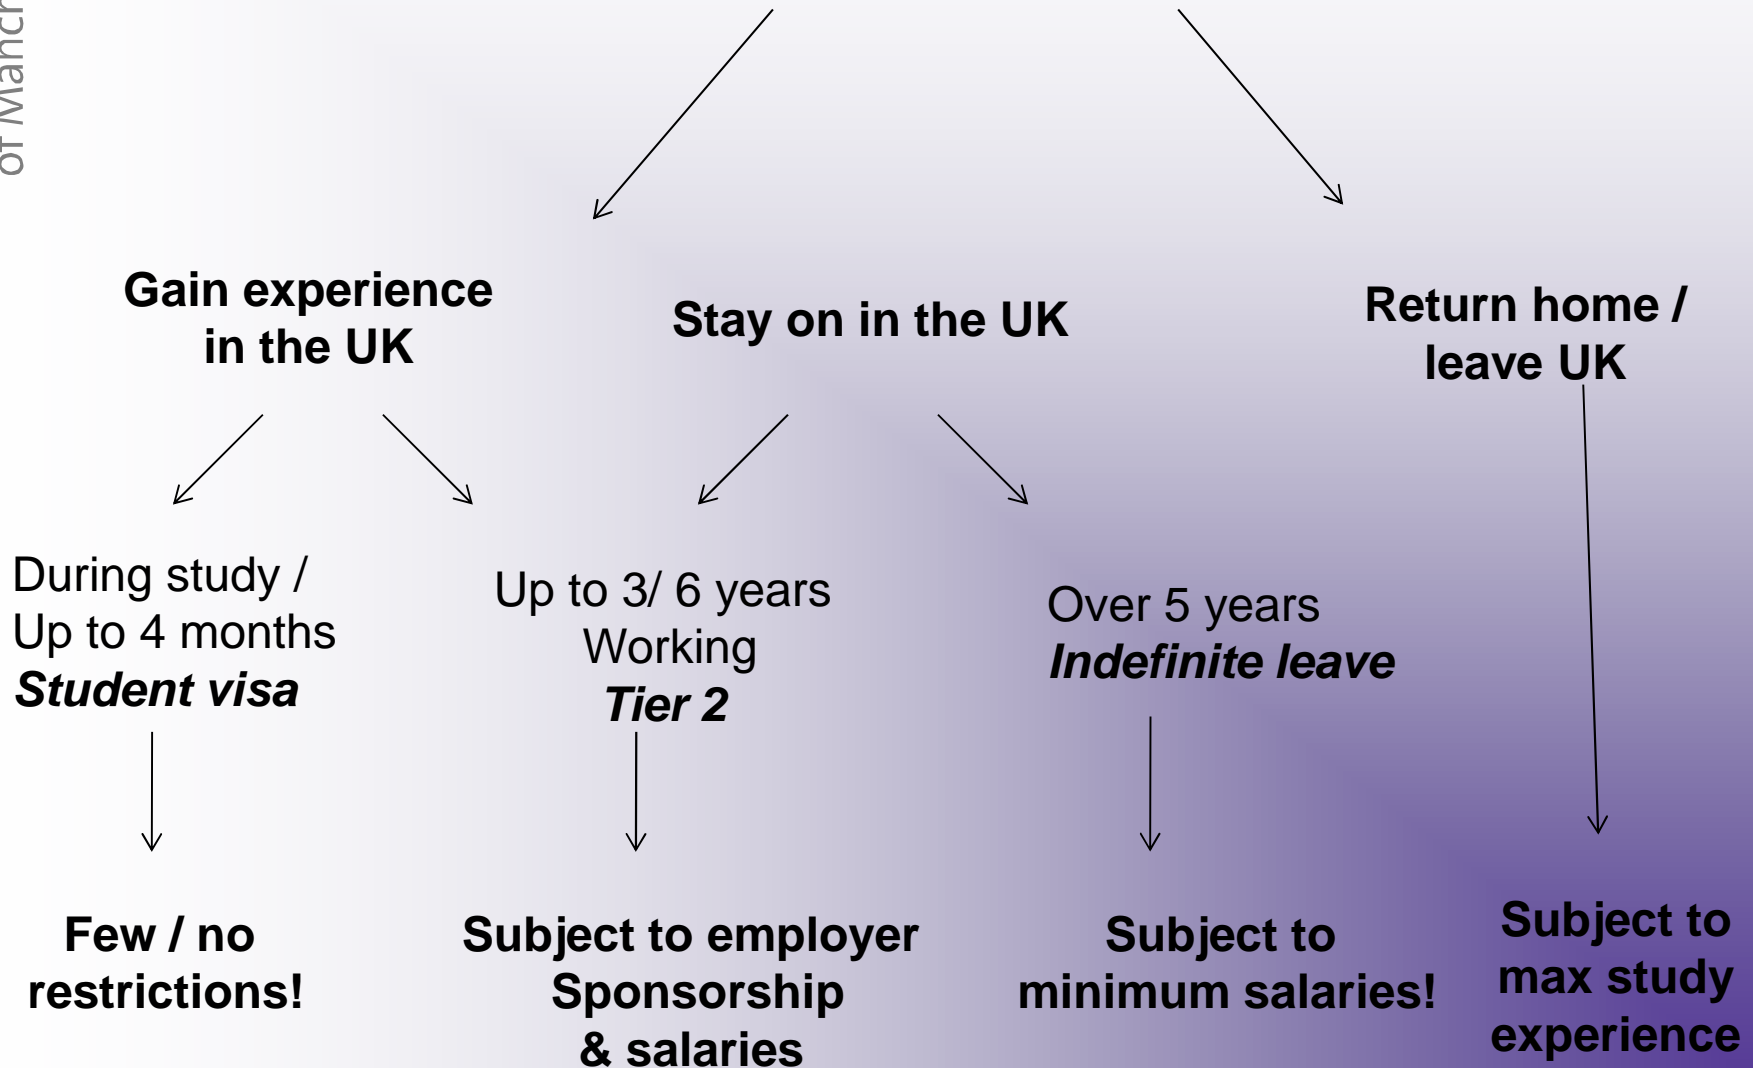 Gain experience
in the UK
Stay on in the UK
Return home /
leave UK
During study /
Up to 4 months
Student visa
Up to 3/ 6 years
Working
Tier 2
Over 5 years
Indefinite leave
Few / no
restrictions!
Subject to employer
Sponsorship
& salaries
Subject to
minimum salaries!
Subject to
max study
experience
of